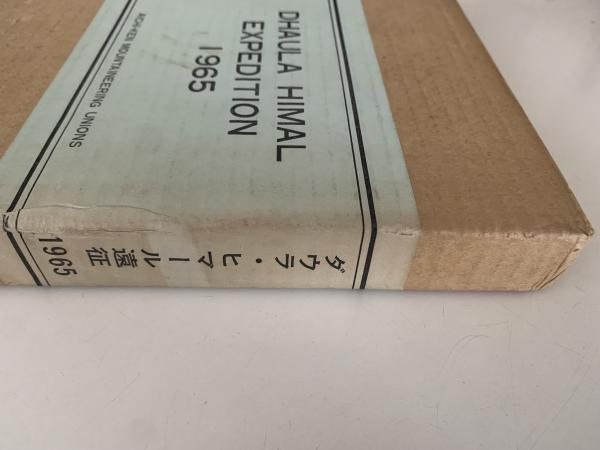 DHAULA HIMAL
EXPEDITION
1965
AICHI-KEN MOUNTAINEERING UNIONS
ダウラ・ヒマール遠征
1965